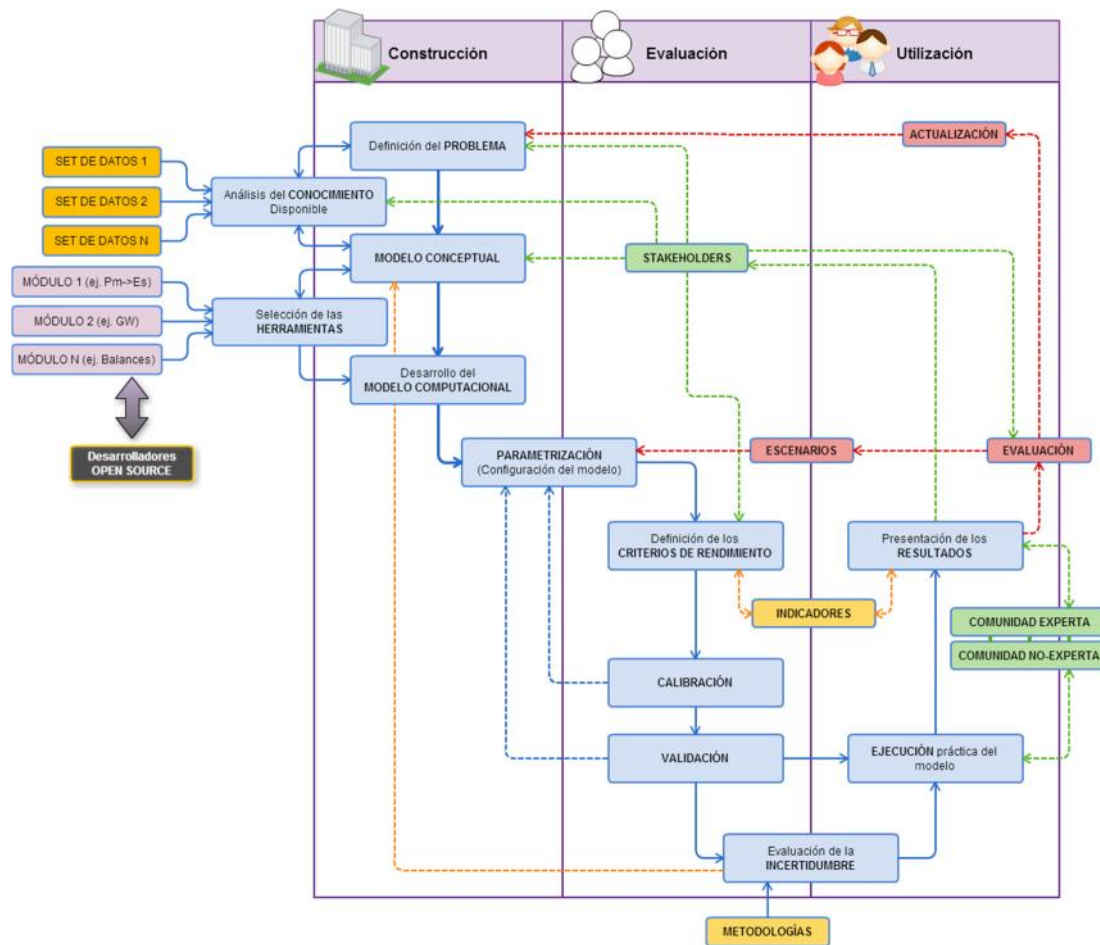 Construcción
Evaluación
Utilización
Definición del PROBLEMA
ACTUALIZACIÓN
SET DE DATOS 1
SET DE DATOS 2
SET DE DATOS N
Análisis del CONOCIMIENTO
Disponible
MODELO CONCEPTUAL
STAKEHOLDERS
MÓDULO 1 (ej. Pm->Es)
MÓDULO 2 (ej. GW)
MÓDULO N (ej. Balances)
Selección de las
HERRAMIENTAS
Desarrollo del
MODELO COMPUTACIONAL
Desarrolladores
OPEN SOURCE
PARAMETRIZACIÓN
(Configuración del modelo)
ESCENARIOS
EVALUACIÓN
Definición de los
CRITERIOS DE RENDIMIENTO
Presentación de los
RESULTADOS
INDICADORES
COMUNIDAD EXPERTA
COMUNIDAD NO-EXPERTA
CALIBRACIÓN
VALIDACIÓN
EJECUCIÓN práctica del
modelo
Evaluación de la
INCERTIDUMBRE
METODOLOGÍAS